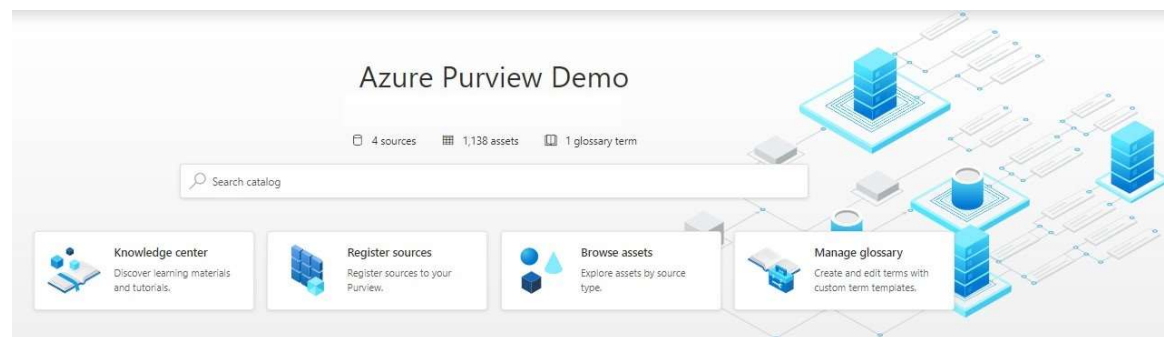 Azure Purview Demo
4 sources 1,138 assets 1 glossary term
Search catalog
Knowledge center
Discover learning materials
and tutorials.
Register sources
Register sources to your
Purview.
Browse assets
Explore assets by source
type.
Manage glossary
Create and edit terms with
custom term templates.